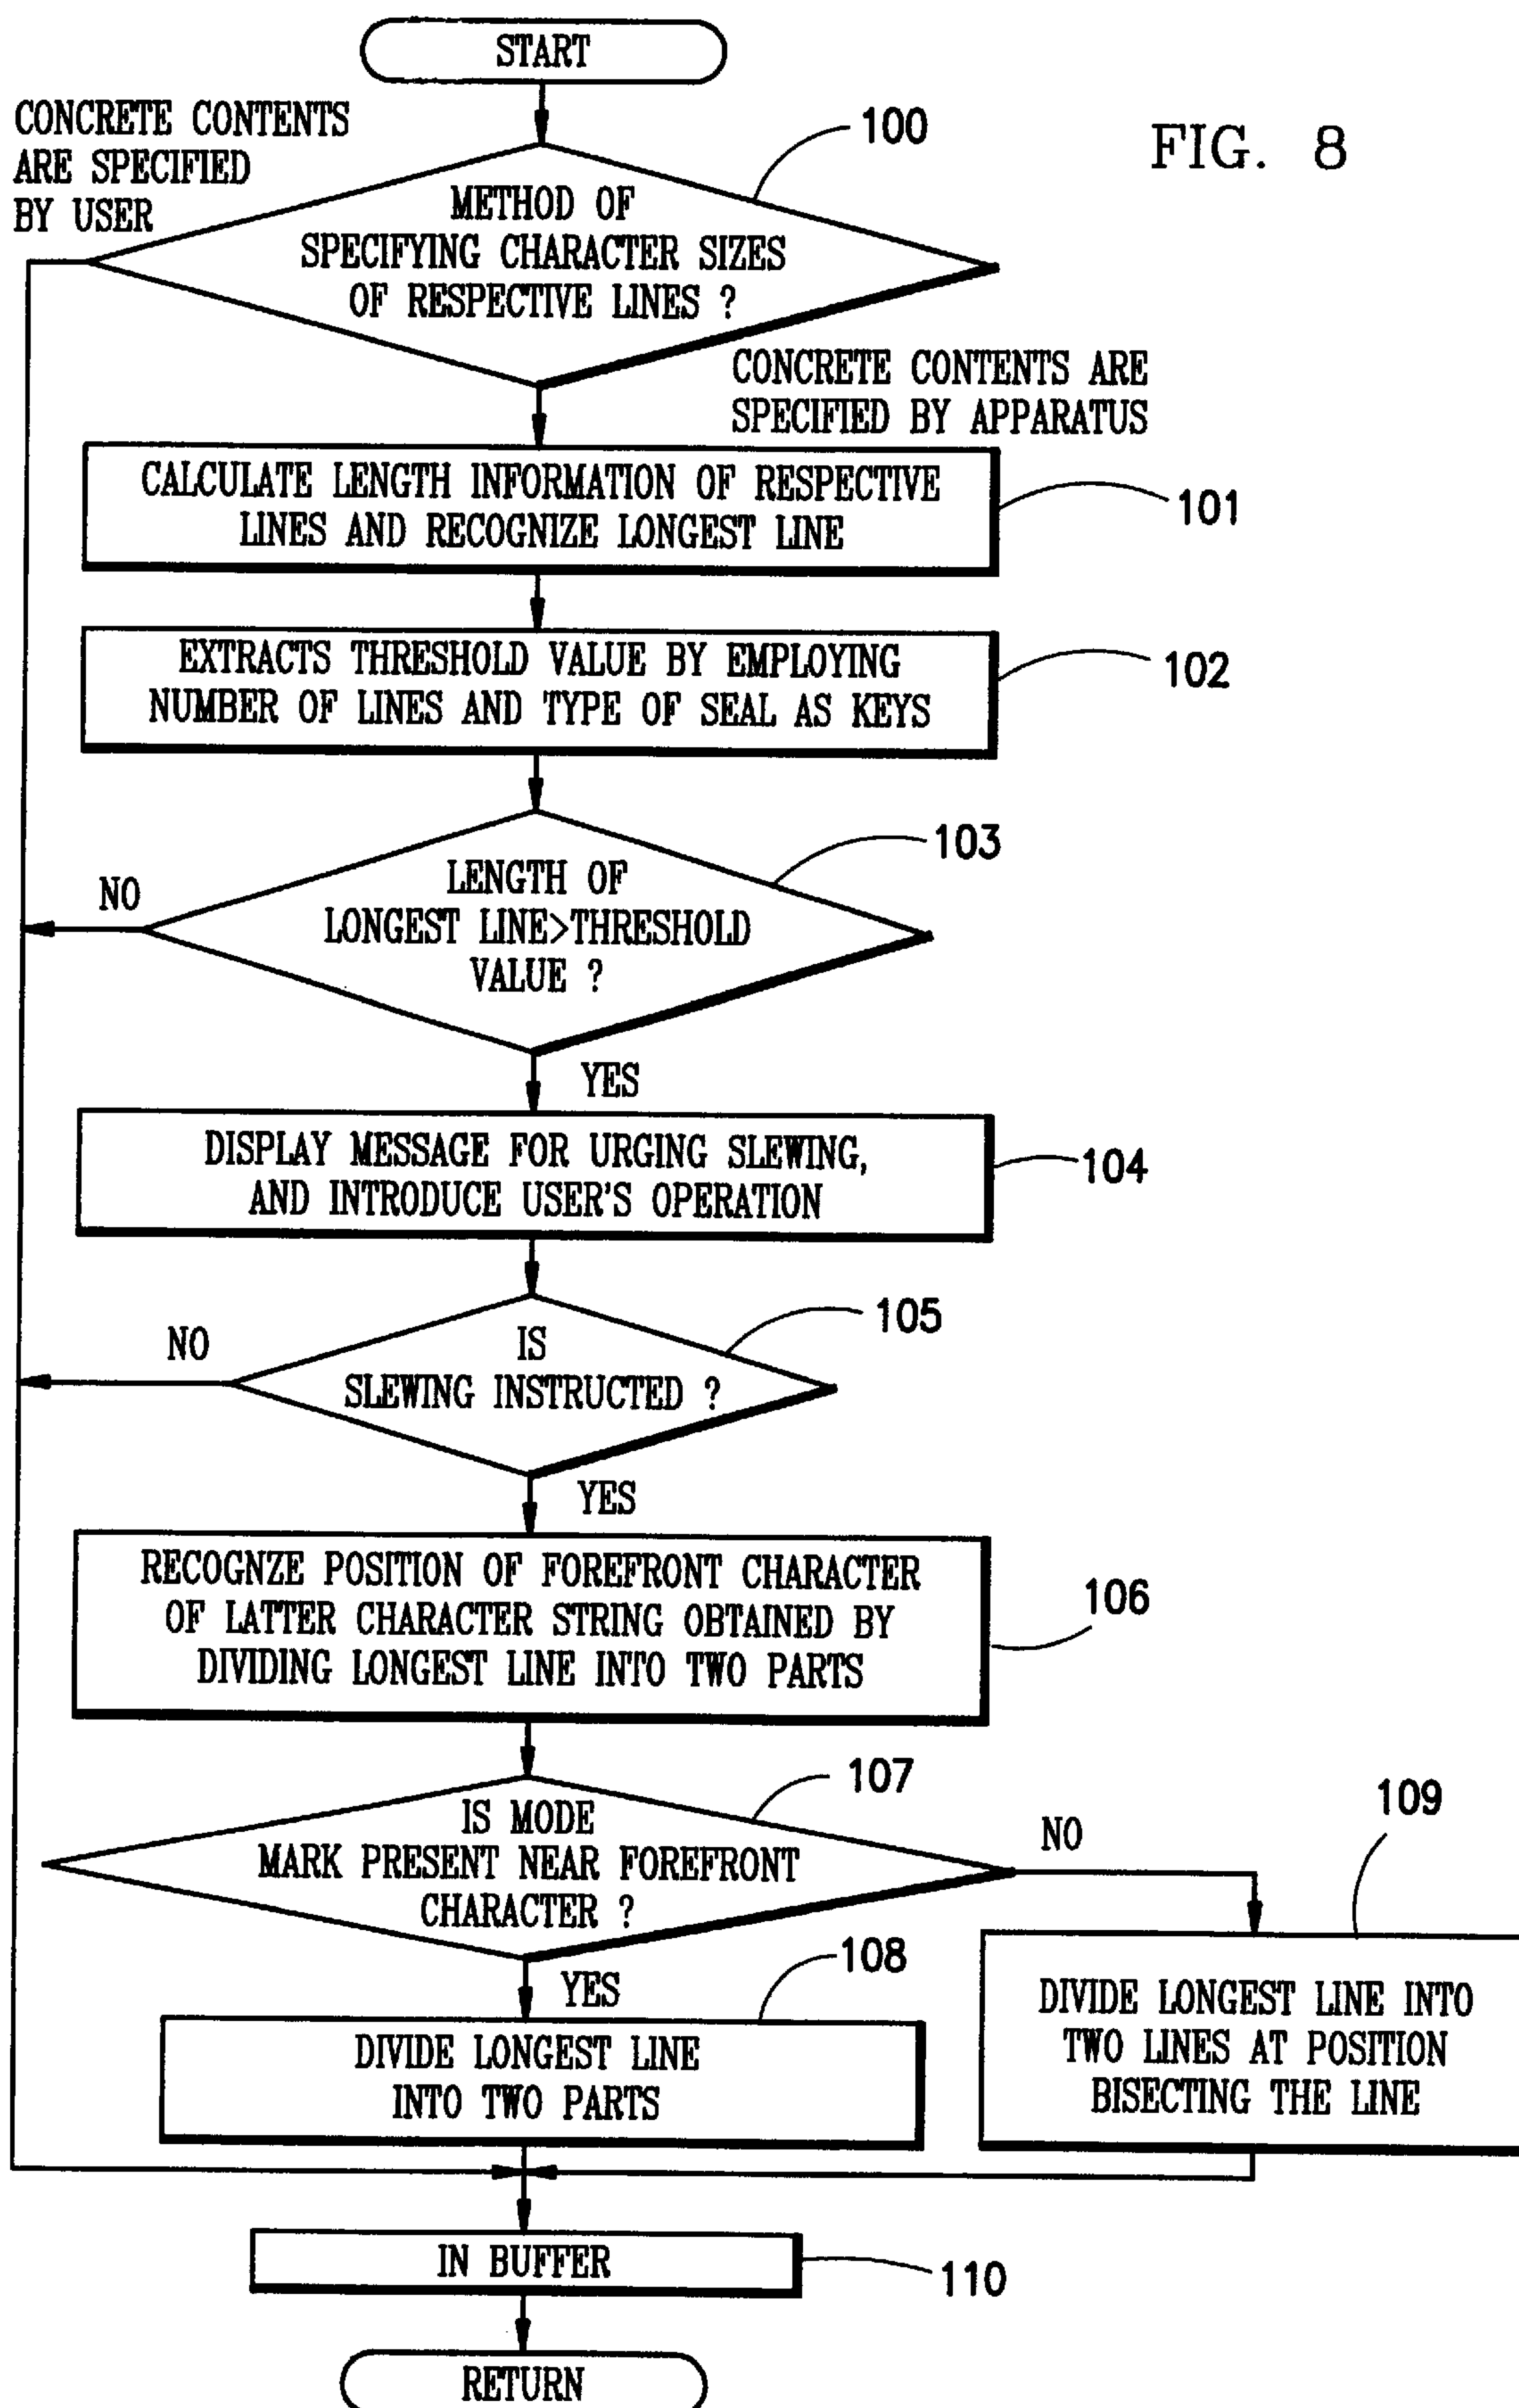 START
CONCRETE CONTENTS
ARE SPECIFIED
BY USER
100
FIG. 8
METHOD OF
SPECIFYING CHARACTER SIZES
OF RESPECTIVE LINES ?
CONCRETE CONTENTS ARE
SPECIFIED BY APPARATUS
CALCULATE LENGTH INFORMATION OF RESPECTIVE
LINES AND RECOGNIZE LONGEST LINE
101
EXTRACTS THRESHOLD VALUE BY EMPLOYING
NUMBER OF LINES AND TYPE OF SEAL AS KEYS
102
103
NO
LENGTH OF
LONGEST LINE>THRESHOLD
VALUE ?
YES
DISPLAY MESSAGE FOR URGING SLEWING,
AND INTRODUCE USER'S OPERATION
104
105
NO
IS
SLEWING INSTRUCTED ?
YES
RECOGNZE POSITION OF FOREFRONT CHARACTER
OF LATTER CHARACTER STRING OBTAINED BY
DIVIDING LONGEST LINE INTO TWO PARTS
106
107
IS MODE
MARK PRESENT NEAR FOREFRONT
CHARACTER ?
NO
109
108
YES
DIVIDE LONGEST LINE
INTO TWO PARTS
DIVIDE LONGEST LINE INTO
TWO LINES AT POSITION
BISECTING THE LINE
IN BUFFER
110
RETURN